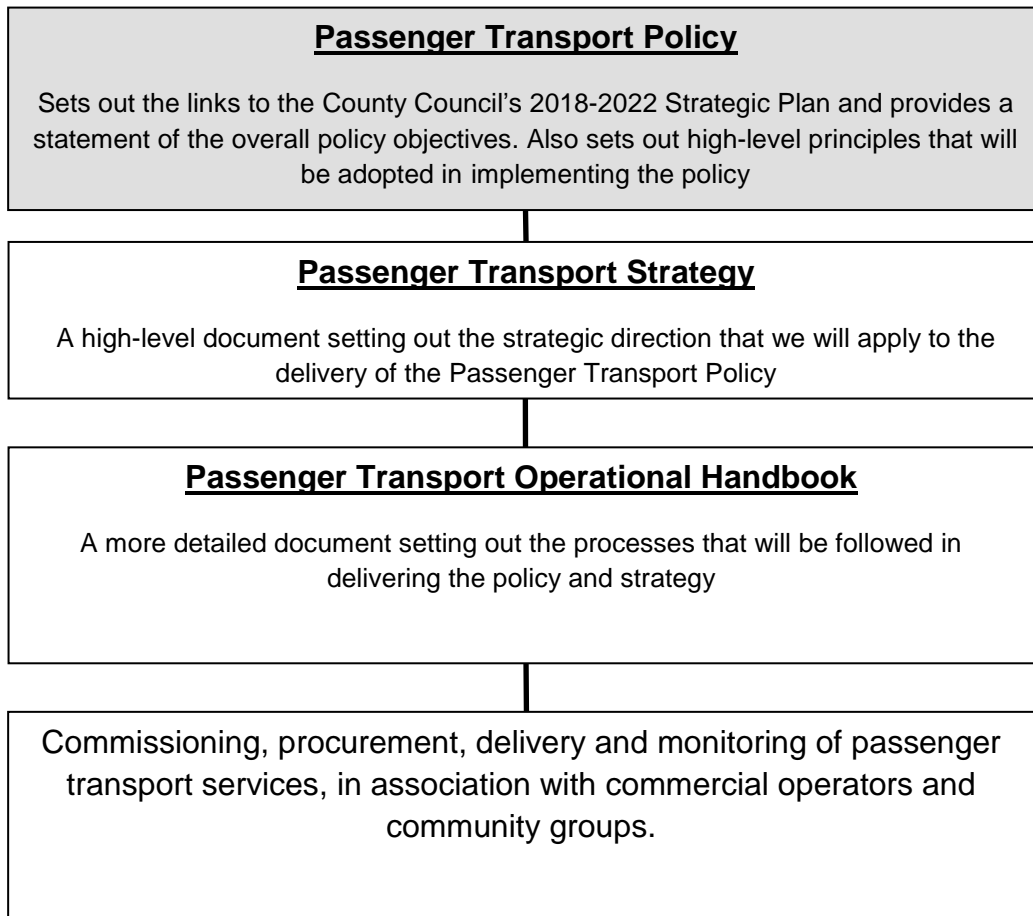 Passenger Transport Policy
Sets out the links to the County Council's 2018-2022 Strategic Plan and provides a
statement of the overall policy objectives. Also sets out high-level principles that will
be adopted in implementing the policy
Passenger Transport Strategy
A high-level document setting out the strategic direction that we will apply to the
delivery of the Passenger Transport Policy
Passenger Transport Operational Handbook
A more detailed document setting out the processes that will be followed in
delivering the policy and strategy
Commissioning, procurement, delivery and monitoring of passenger
transport services, in association with commercial operators and
community groups.